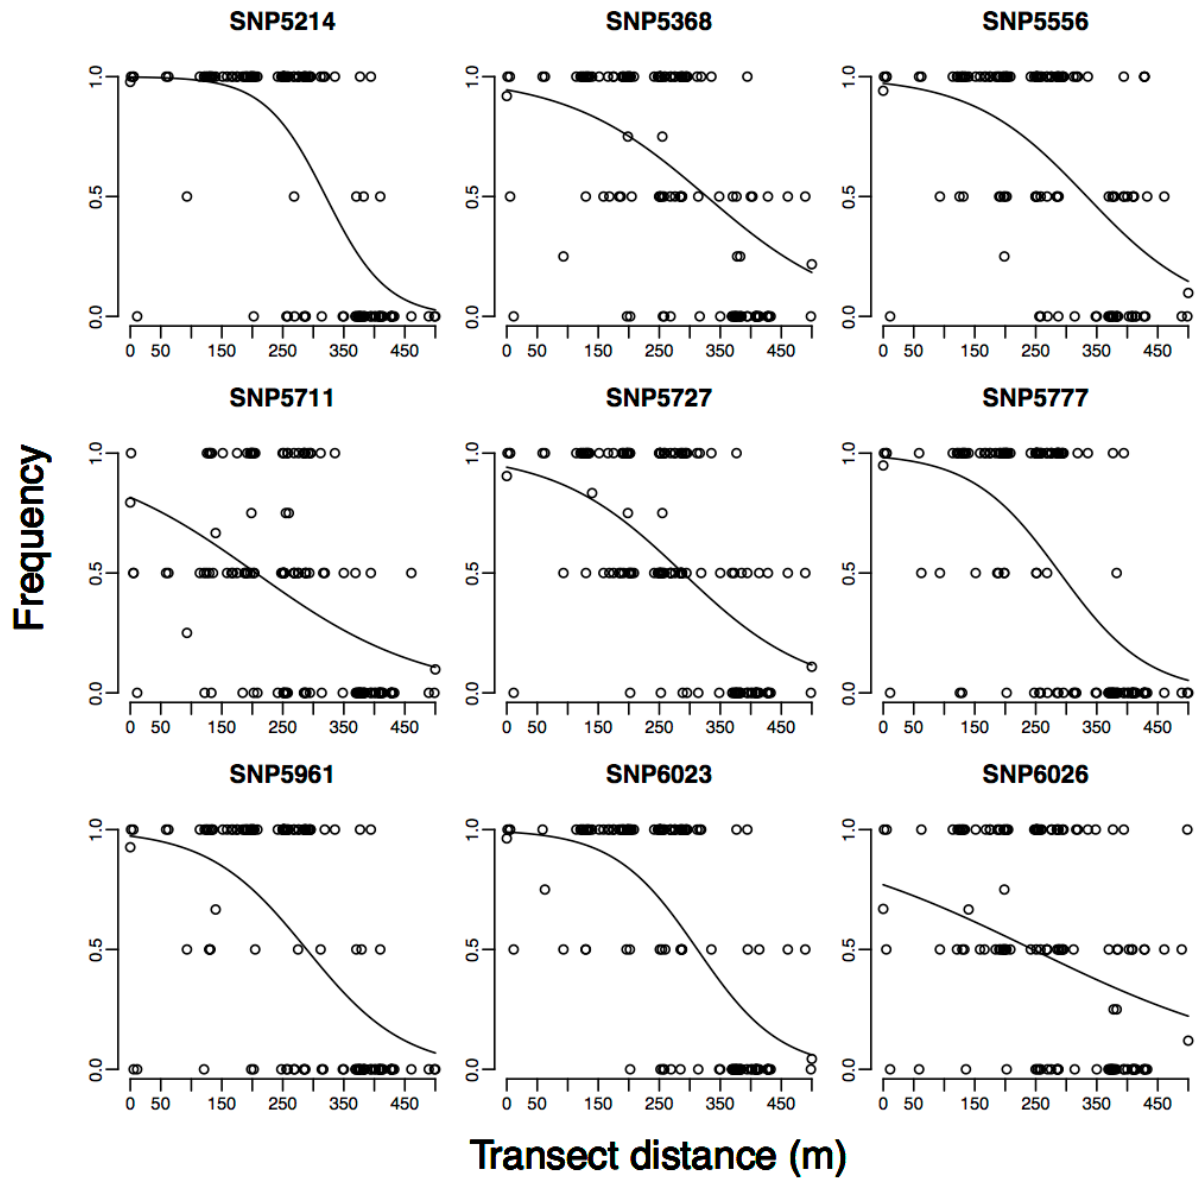 SNP5214 SNP5368 SNP5556
1.0 1.0 1.0
0.5 0.5 0.5
0.0 0.0 0.0
0 50 150 250 350 450 0 50 150 250 350 450 0 50 150 250 350 450
SNP5711 SNP5727 SNP5777
1.0 1.0 1.0
0.5 0.5 0.5
0.0 0.0 0.0
0 50 150 250 350 450 0 50 150 250 350 450 0 50 150 250 350 450
Frequency
SNP5961 SNP6023 SNP6026
1.0 1.0 1.0
0.5 0.5 0.5
0.0 0.0 0.0
0 50 150 250 350 450 0 50 150 250 350 450 0 50 150 250 350 450
Transect distance (m)